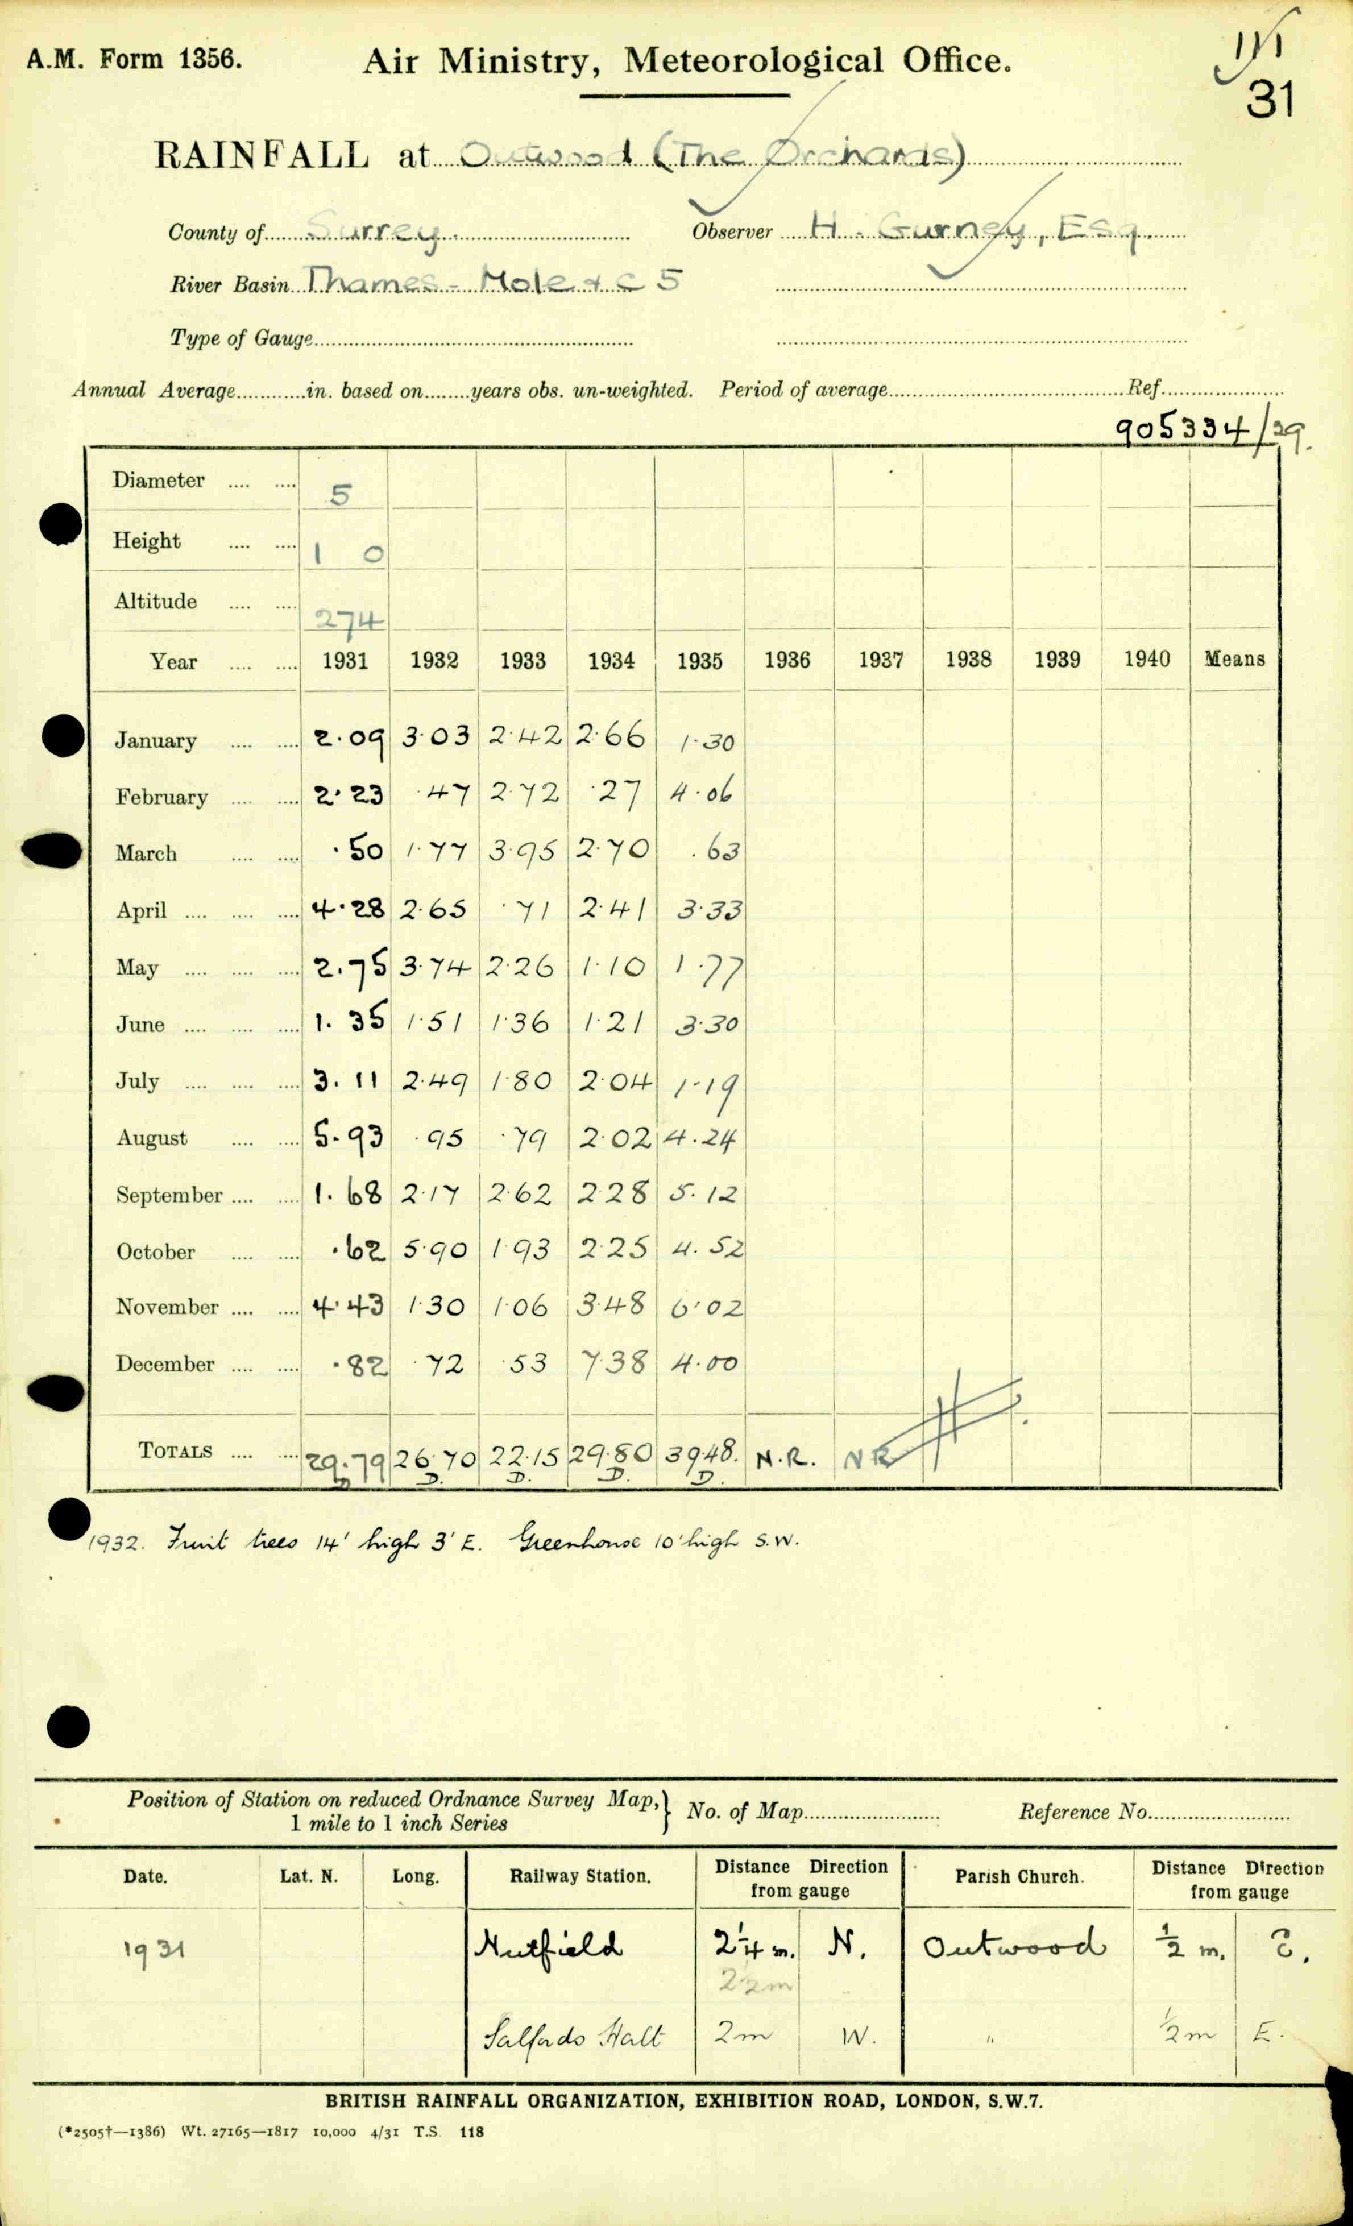 A.M. Form 1356.
Air Ministry, Meteorological Office.
31
RAINFALL at Outwood (The Orchards)
County of Surrey. Observer H. Gurney, Esq.
River Basin Thames - Mole & C 5
Type of Gauge
Annual Average in. based on years obs. un-weighted. Period of average Ref.
905334/29.
Diameter .... .... 5
Height .... .... 1 0
Altitude .... .... 274
Year .... .... 1931 1932 1933 1934 1935 1936 1937 1938 1939 1940 Means
January .... .... 2.09 3.03 2.42 2.66 1.30
February .... .... 2.23 .47 2.72 .27 4.06
March .... .... .50 1.77 3.95 2.70 .63
April .... .... .... 4.28 2.65 .71 2.41 3.33
May .... .... .... 2.75 3.74 2.26 1.10 1.77
June .... .... .... 1.35 1.51 1.36 1.21 3.30
July .... .... .... 3.11 2.49 1.80 2.04 1.19
August .... .... 5.93 .95 .79 2.02 4.24
September .... .... 1.68 2.17 2.62 2.28 5.12
October .... .... .62 5.90 1.93 2.25 4.52
November .... .... 4.43 1.30 1.06 3.48 6.02
December .... .... .82 .72 .53 7.38 4.00
TOTALS .... .... 29.79 26.70 22.15 29.80 39.48. N.R. NR
D. D. D. D. D.
1932. Fruit trees 14' high 3' E. Greenhouse 10' high S.W.
Position of Station on reduced Ordnance Survey Map, } No. of Map Reference No.
1 mile to 1 inch Series
Date. Lat. N. Long. Railway Station. Distance Direction from gauge Parish Church. Distance Direction from gauge
1931 Nutfield 2¼ m. N. Outwood ½ m. E.
2½m
Salfords Halt 2m W. " ½m E.
BRITISH RAINFALL ORGANIZATION, EXHIBITION ROAD, LONDON, S.W.7.
(*2505†—1386) Wt. 27165—1817 10,000 4/31 T.S. 118